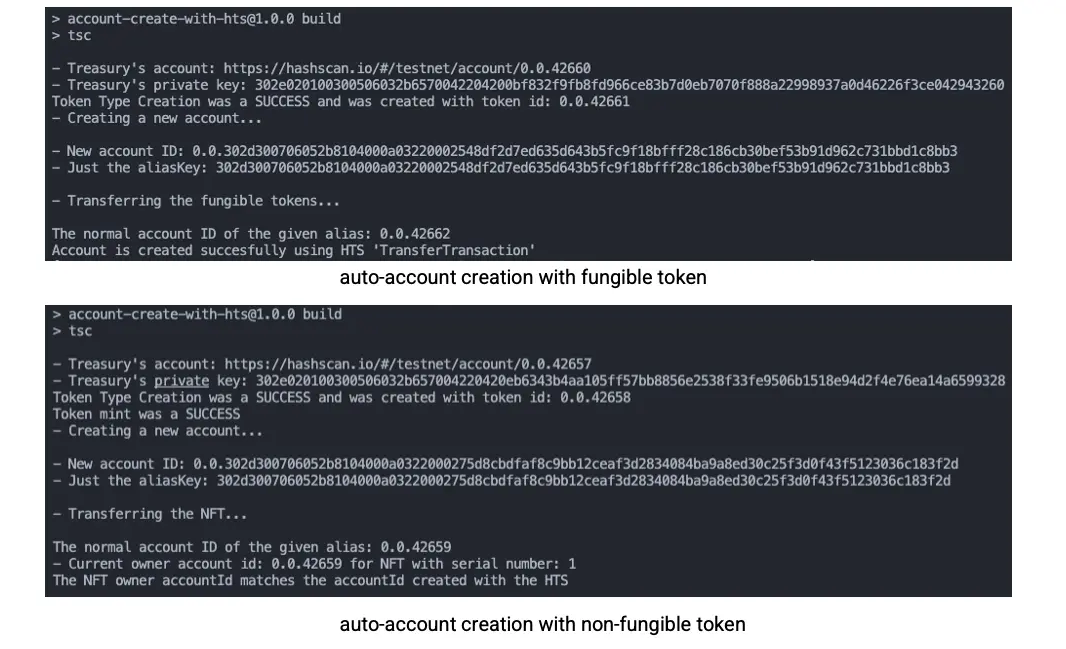 > account-create-with-hts@1.0.0 build
> tsc
- Treasury's account: https://hashscan.io/#/testnet/account/0.0.42660
- Treasury's private key: 302e020100300506032b6570042204200bf832f9fb8fd966ce83b7d0eb7070f888a22998937a0d46226f3ce042943260
Token Type Creation was a SUCCESS and was created with token id: 0.0.42661
- Creating a new account...
- New account ID: 0.0.302d300706052b8104000a03220002548df2d7ed635d643b5fc9f18bfff28c186cb30bef53b91d962c731bbd1c8bb3
- Just the aliasKey: 302d300706052b8104000a03220002548df2d7ed635d643b5fc9f18bfff28c186cb30bef53b91d962c731bbd1c8bb3
- Transferring the fungible tokens...
The normal account ID of the given alias: 0.0.42662
Account is created succesfully using HTS 'TransferTransaction'
auto-account creation with fungible token
> account-create-with-hts@1.0.0 build
> tsc
- Treasury's account: https://hashscan.io/#/testnet/account/0.0.42657
- Treasury's private key: 302e020100300506032b657004220420eb6343b4aa105ff57bb8856e2538f33fe9506b1518e94d2f4e76ea14a6599328
Token Type Creation was a SUCCESS and was created with token id: 0.0.42658
Token mint was a SUCCESS
- Creating a new account...
- New account ID: 0.0.302d300706052b8104000a0322000275d8cbdfaf8c9bb12ceaf3d2834084ba9a8ed30c25f3d0f43f5123036c183f2d
- Just the aliasKey: 302d300706052b8104000a0322000275d8cbdfaf8c9bb12ceaf3d2834084ba9a8ed30c25f3d0f43f5123036c183f2d
- Transferring the NFT...
The normal account ID of the given alias: 0.0.42659
- Current owner account id: 0.0.42659 for NFT with serial number: 1
The NFT owner accountId matches the accountId created with the HTS
auto-account creation with non-fungible token